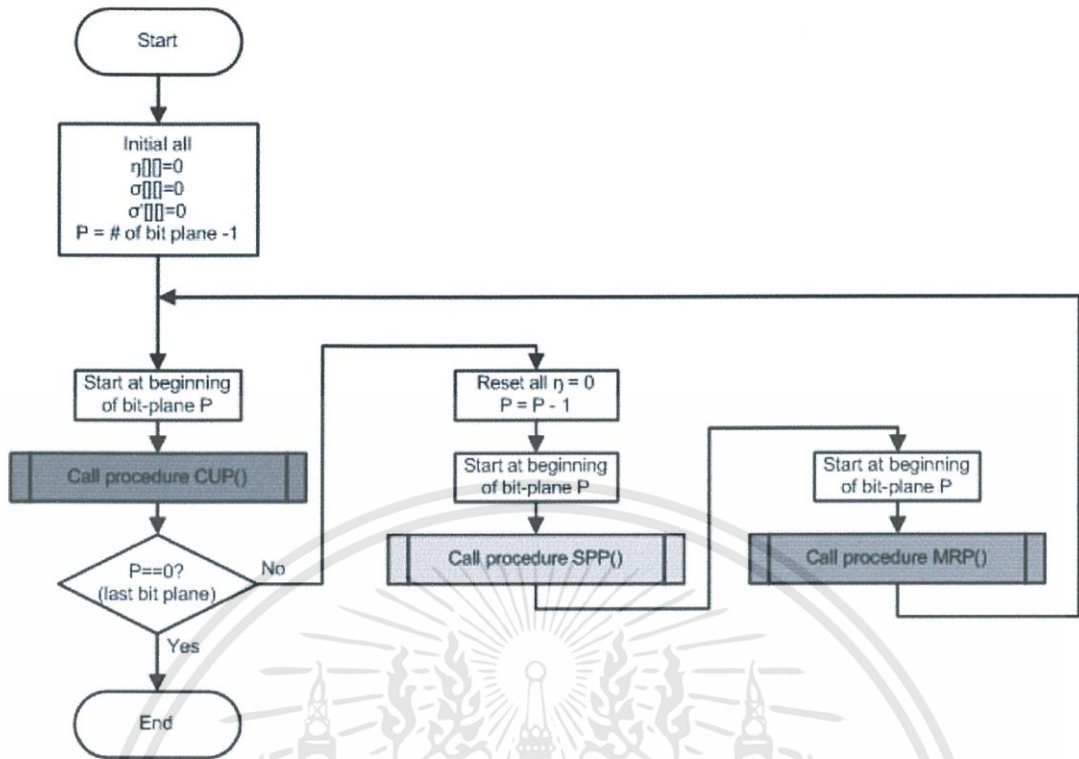 Start
Initial all
η[][]=0
σ[][]=0
σ'[][]=0
P = # of bit plane -1
Start at beginning
of bit-plane P
Call procedure CUP()
P==0?
(last bit plane)
No
Yes
End
Reset all η = 0
P = P - 1
Start at beginning
of bit-plane P
Call procedure SPP()
Start at beginning
of bit-plane P
Call procedure MRP()